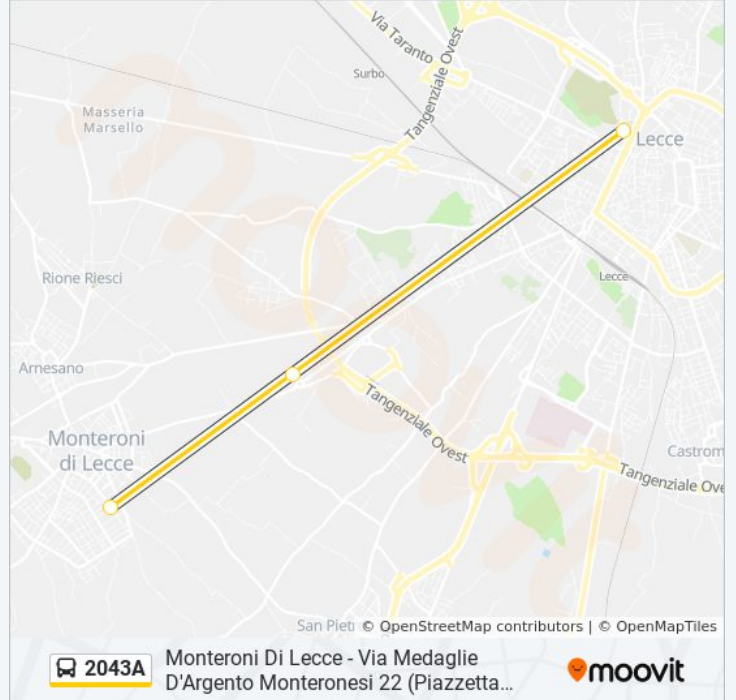 Via Taranto
Tangenziale Ovest
Surbo
Masseria
Marsello
Lecce
Rione Riesci
Lecce
Arnesano
Tangenziale Ovest
Monteroni
di Lecce
Castrom
Tangenziale Ove
San Pieti
© OpenStreetMap contributors | © OpenMapTiles
2043A
Monteroni Di Lecce - Via Medaglie
D'Argento Monteronesi 22 (Piazzetta…
moovit